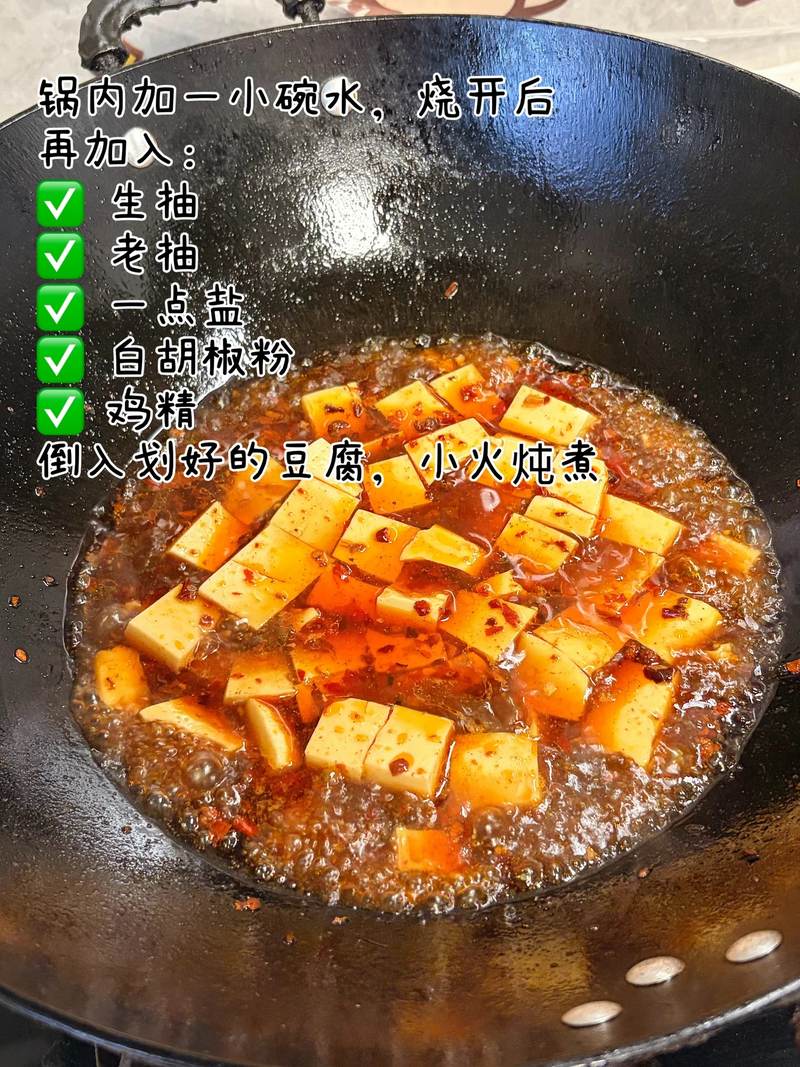 锅内加一小碗水，烧开后
再加入：
✅ 生抽
✅ 老抽
✅ 一点盐
✅ 白胡椒粉
✅ 鸡精
倒入划好的豆腐，小火炖煮